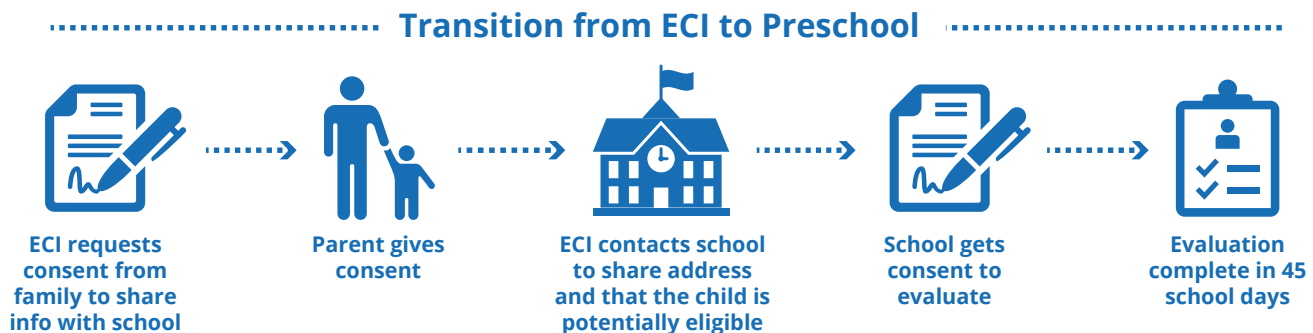 Transition from ECI to Preschool
ECI requests
consent from
family to share
info with school
Parent gives
consent
ECI contacts school
to share address
and that the child is
potentially eligible
School gets
consent to
evaluate
Evaluation
complete in 45
school days